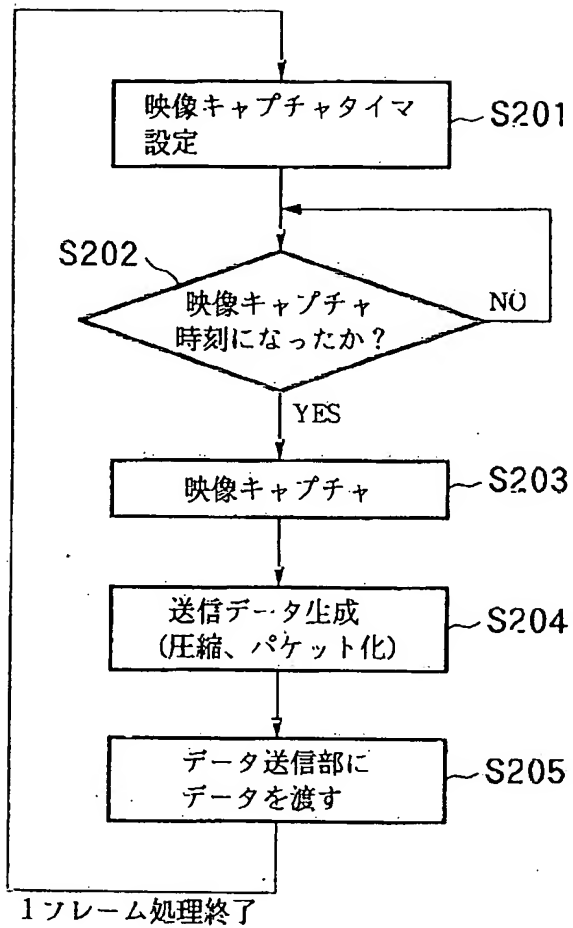 映像キャプチャタイマ
設定
S201
S202
映像キャプチャ
時刻になったか?
NO
YES
映像キャプチャ
S203
送信データ生成
(圧縮、パケット化)
S204
データ送信部に
データを渡す
S205
1フレーム処理終了